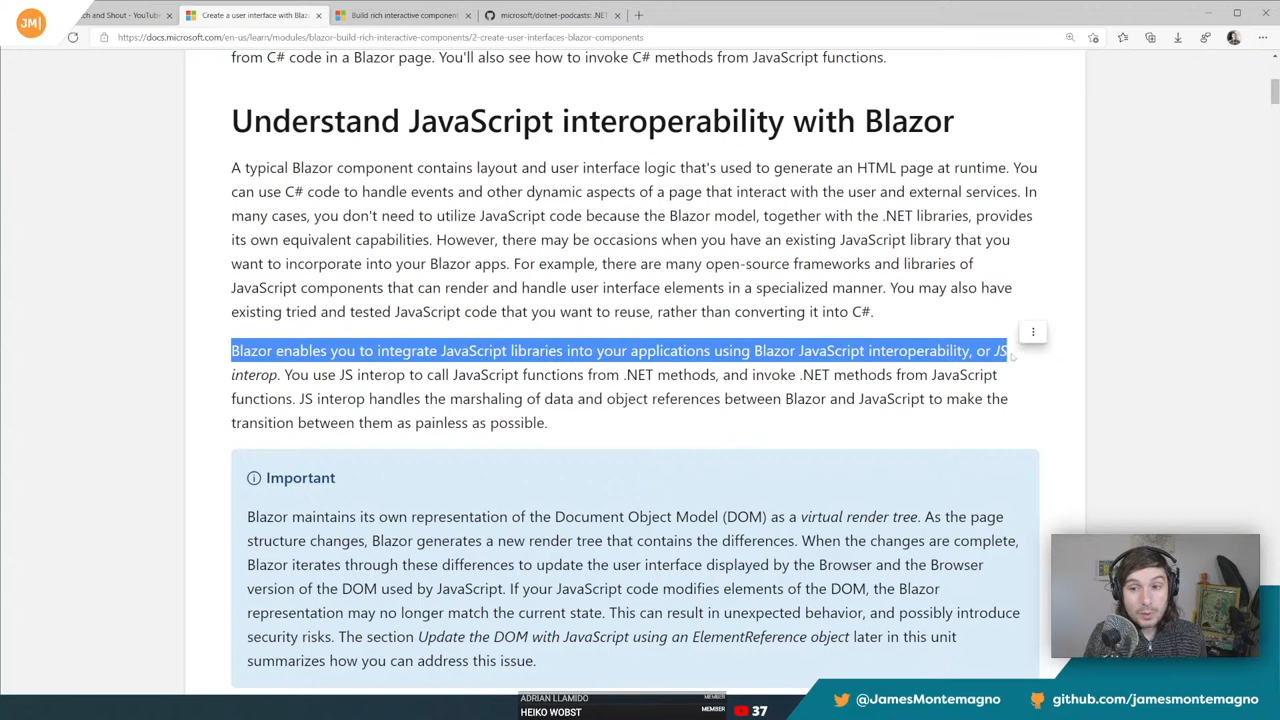 JM|
ch and Shout - YouTube
Create a user interface with Blaz
Build rich interactive component
microsoft/dotnet-podcasts: .NET
https://docs.microsoft.com/en-us/learn/modules/blazor-build-rich-interactive-components/2-create-user-interfaces-blazor-components
from C# code in a Blazor page. You'll also see how to invoke C# methods from JavaScript functions.
Understand JavaScript interoperability with Blazor
A typical Blazor component contains layout and user interface logic that's used to generate an HTML page at runtime. You
can use C# code to handle events and other dynamic aspects of a page that interact with the user and external services. In
many cases, you don't need to utilize JavaScript code because the Blazor model, together with the .NET libraries, provides
its own equivalent capabilities. However, there may be occasions when you have an existing JavaScript library that you
want to incorporate into your Blazor apps. For example, there are many open-source frameworks and libraries of
JavaScript components that can render and handle user interface elements in a specialized manner. You may also have
existing tried and tested JavaScript code that you want to reuse, rather than converting it into C#.
Blazor enables you to integrate JavaScript libraries into your applications using Blazor JavaScript interoperability, or JS
interop. You use JS interop to call JavaScript functions from .NET methods, and invoke .NET methods from JavaScript
functions. JS interop handles the marshaling of data and object references between Blazor and JavaScript to make the
transition between them as painless as possible.
Important
Blazor maintains its own representation of the Document Object Model (DOM) as a virtual render tree. As the page
structure changes, Blazor generates a new render tree that contains the differences. When the changes are complete,
Blazor iterates through these differences to update the user interface displayed by the Browser and the Browser
version of the DOM used by JavaScript. If your JavaScript code modifies elements of the DOM, the Blazor
representation may no longer match the current state. This can result in unexpected behavior, and possibly introduce
security risks. The section Update the DOM with JavaScript using an ElementReference object later in this unit
summarizes how you can address this issue.
ADRIAN LLAMIDO MEMBER
HEIKO WOBST MEMBER
37
@JamesMontemagno
github.com/jamesmontemagno